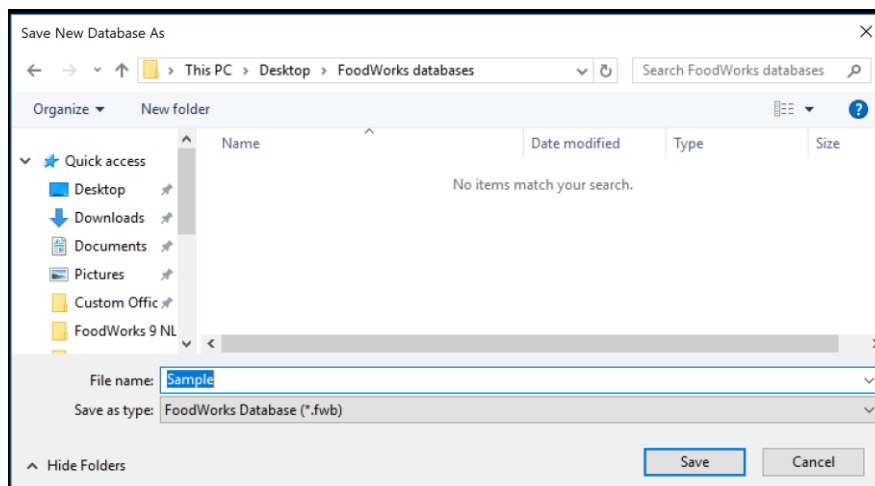 Save New Database As
This PC > Desktop > FoodWorks databases
Search FoodWorks databases
Organize
New folder
Name
Date modified
Type
Size
Quick access
No items match your search.
Desktop
Downloads
Documents
Pictures
Custom Offic
FoodWorks 9 NL
File name: Sample
Save as type: FoodWorks Database (*.fwb)
Hide Folders
Save
Cancel